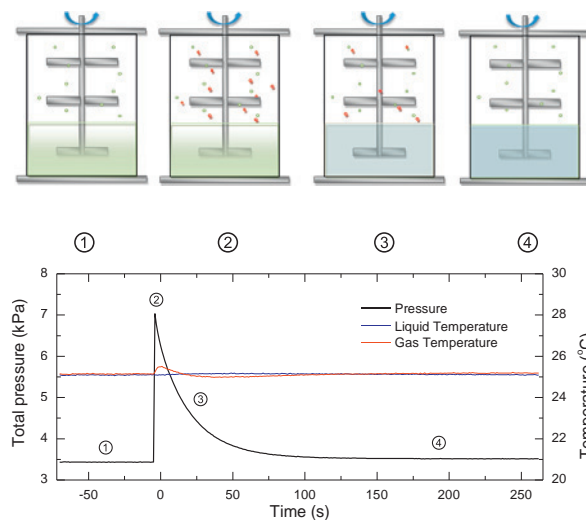 ① ② ③ ④
Total pressure (kPa)
8
7
6
5
4
3
② 
① ③ ④
Pressure
Liquid Temperature
Gas Temperature
30
28
26
24
22
20
Temperature (°C)
-50 0 50 100 150 200 250
Time (s)